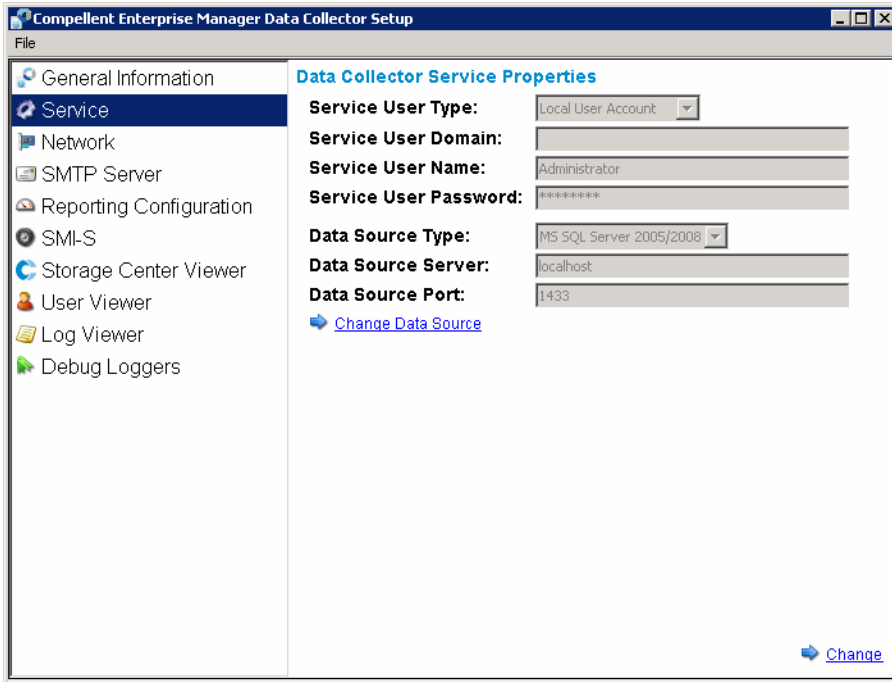 Compellent Enterprise Manager Data Collector Setup
File
General Information
Service
Network
SMTP Server
Reporting Configuration
SMI-S
Storage Center Viewer
User Viewer
Log Viewer
Debug Loggers
Data Collector Service Properties
Service User Type: Local User Account
Service User Domain:
Service User Name: Administrator
Service User Password: ********
Data Source Type: MS SQL Server 2005/2008
Data Source Server: localhost
Data Source Port: 1433
Change Data Source
Change